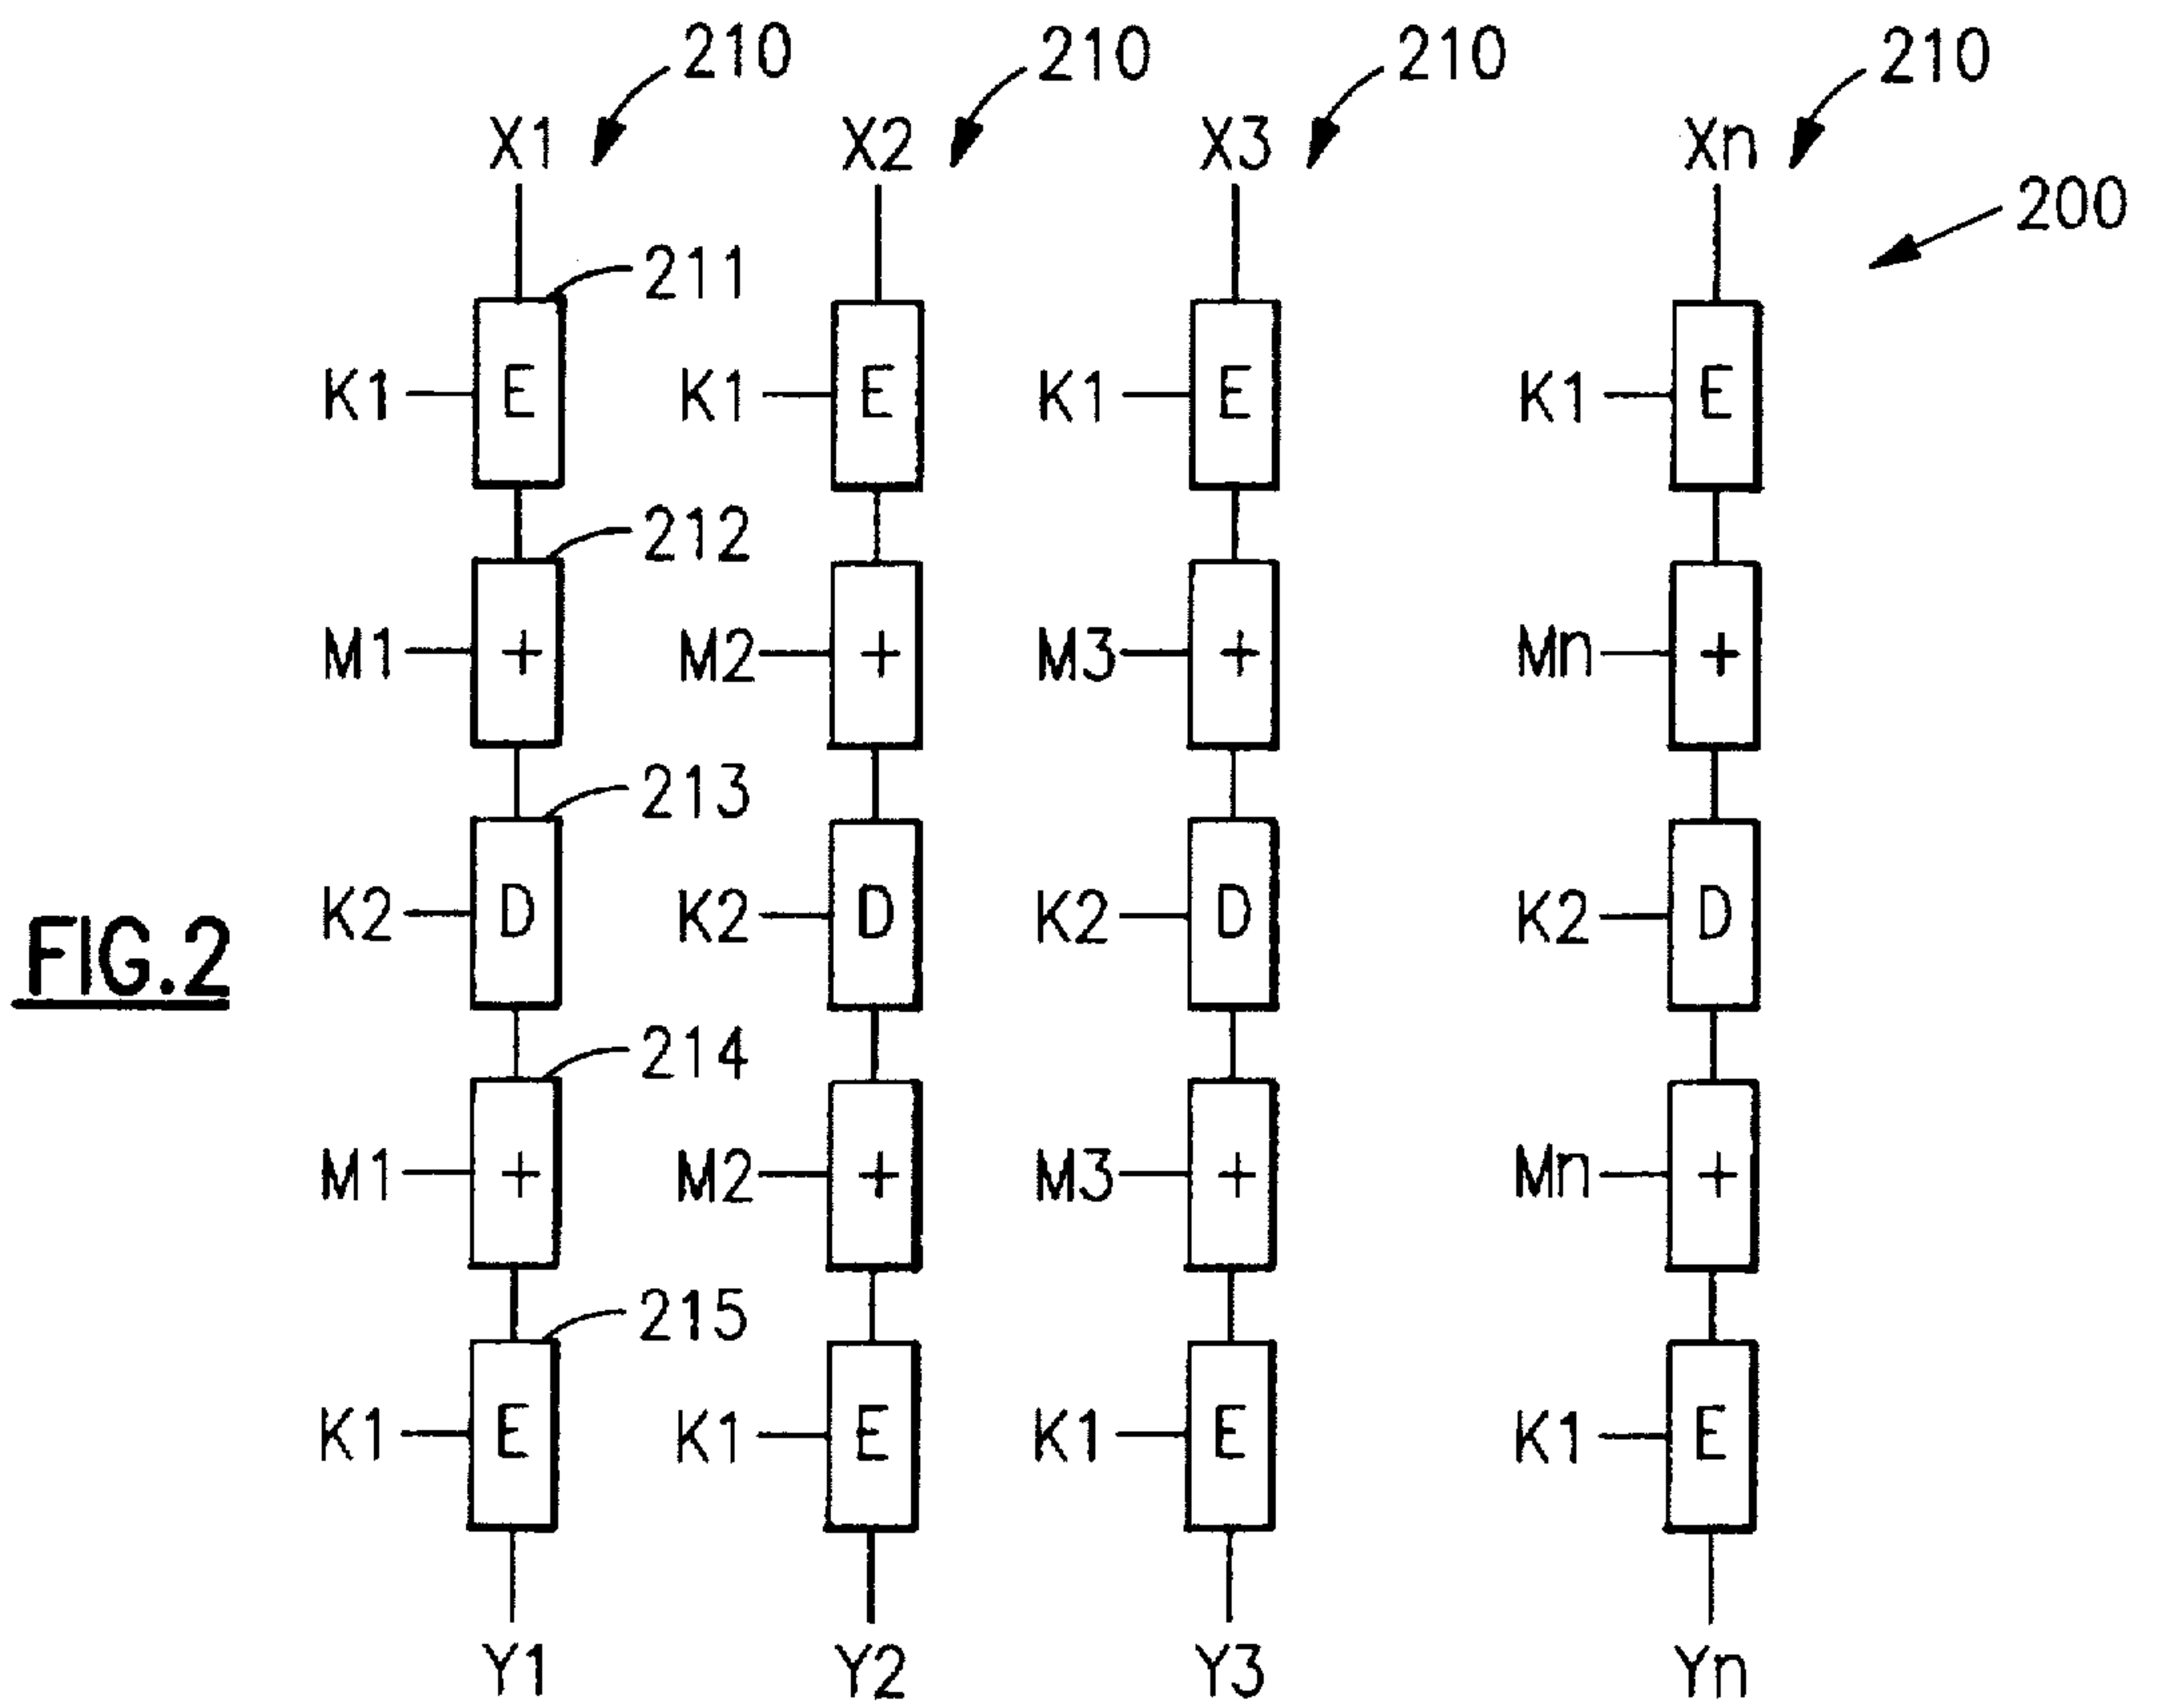 210 210 210 210
X1 X2 X3 Xn
200
211
K1 E K1 E K1 E K1 E
212
M1 + M2 + M3 + Mn +
213
K2 D K2 D K2 D K2 D
FIG.2
214
M1 + M2 + M3 + Mn +
215
K1 E K1 E K1 E K1 E
Y1 Y2 Y3 Yn